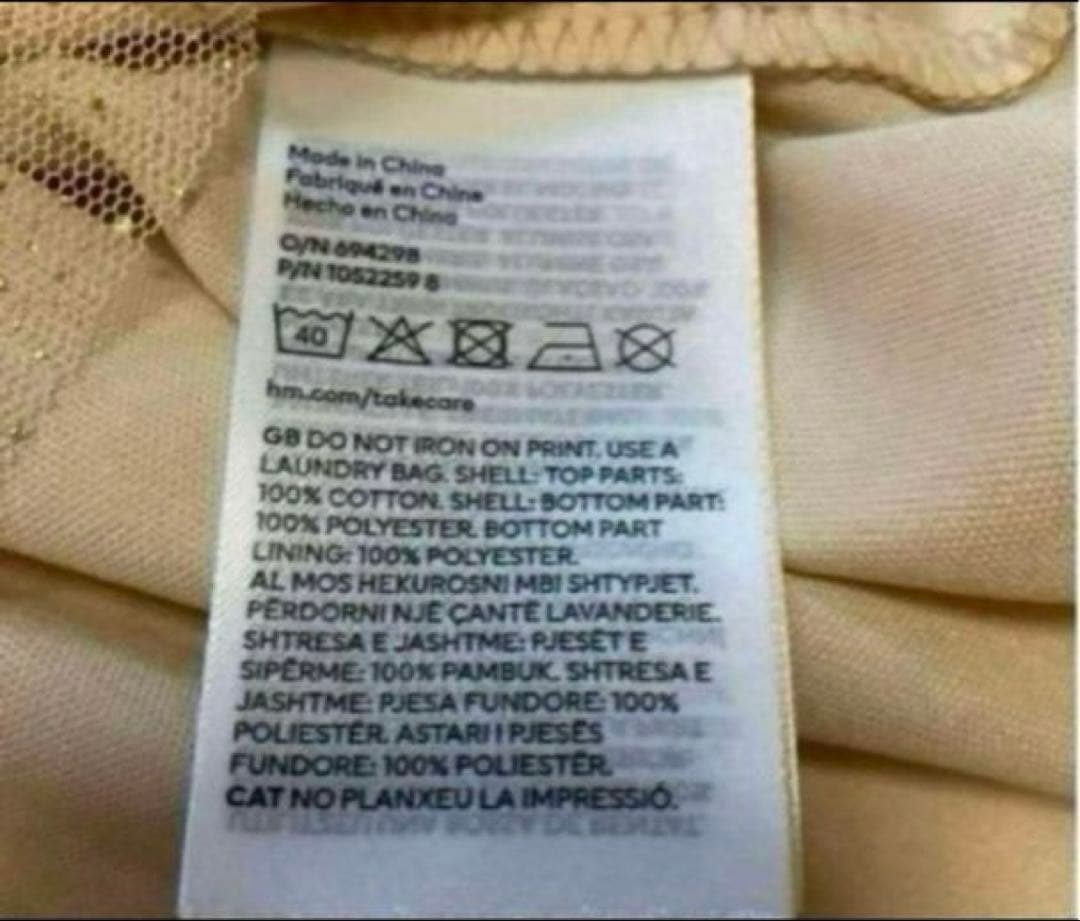 Made in China
Fabriqué en Chine
Hecho en China
O/N 694298
P/N 1052259 8
40
hm.com/takecare
GB DO NOT IRON ON PRINT. USE A
LAUNDRY BAG. SHELL: TOP PARTS:
100% COTTON. SHELL: BOTTOM PART:
100% POLYESTER. BOTTOM PART
LINING: 100% POLYESTER.
AL MOS HEKUROSNI MBI SHTYPJET.
PËRDORNI NJË ÇANTË LAVANDERIE.
SHTRESA E JASHTME: PJESËT E
SIPËRME: 100% PAMBUK. SHTRESA E
JASHTME: PJESA FUNDORE: 100%
POLIESTËR. ASTARI I PJESËS
FUNDORE: 100% POLIESTËR.
CAT NO PLANXEU LA IMPRESSIÓ.